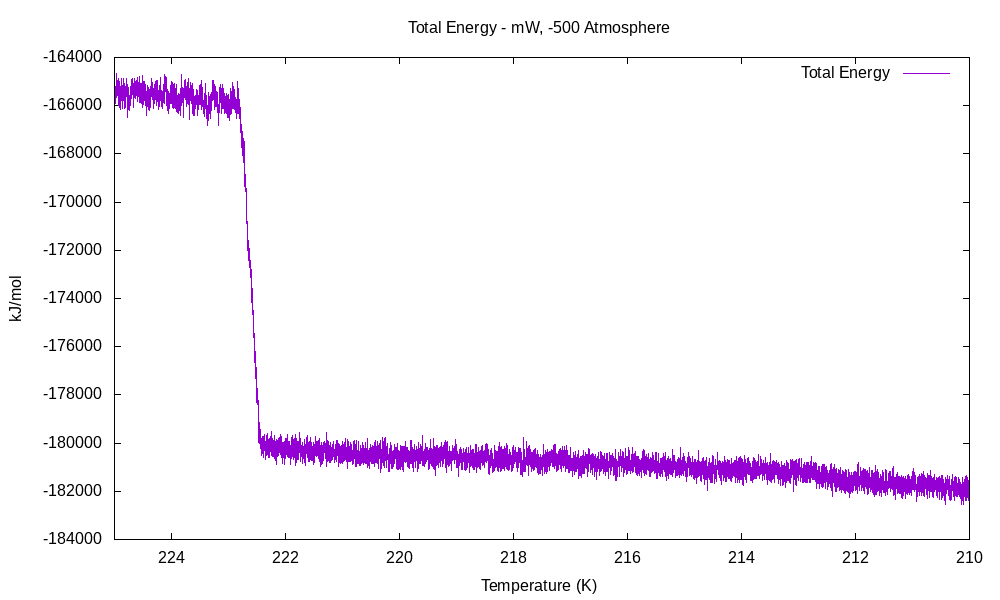 Total Energy - mW, -500 Atmosphere
Total Energy
-164000
-166000
-168000
-170000
-172000
-174000
-176000
-178000
-180000
-182000
-184000
kJ/mol
224 222 220 218 216 214 212 210
Temperature (K)